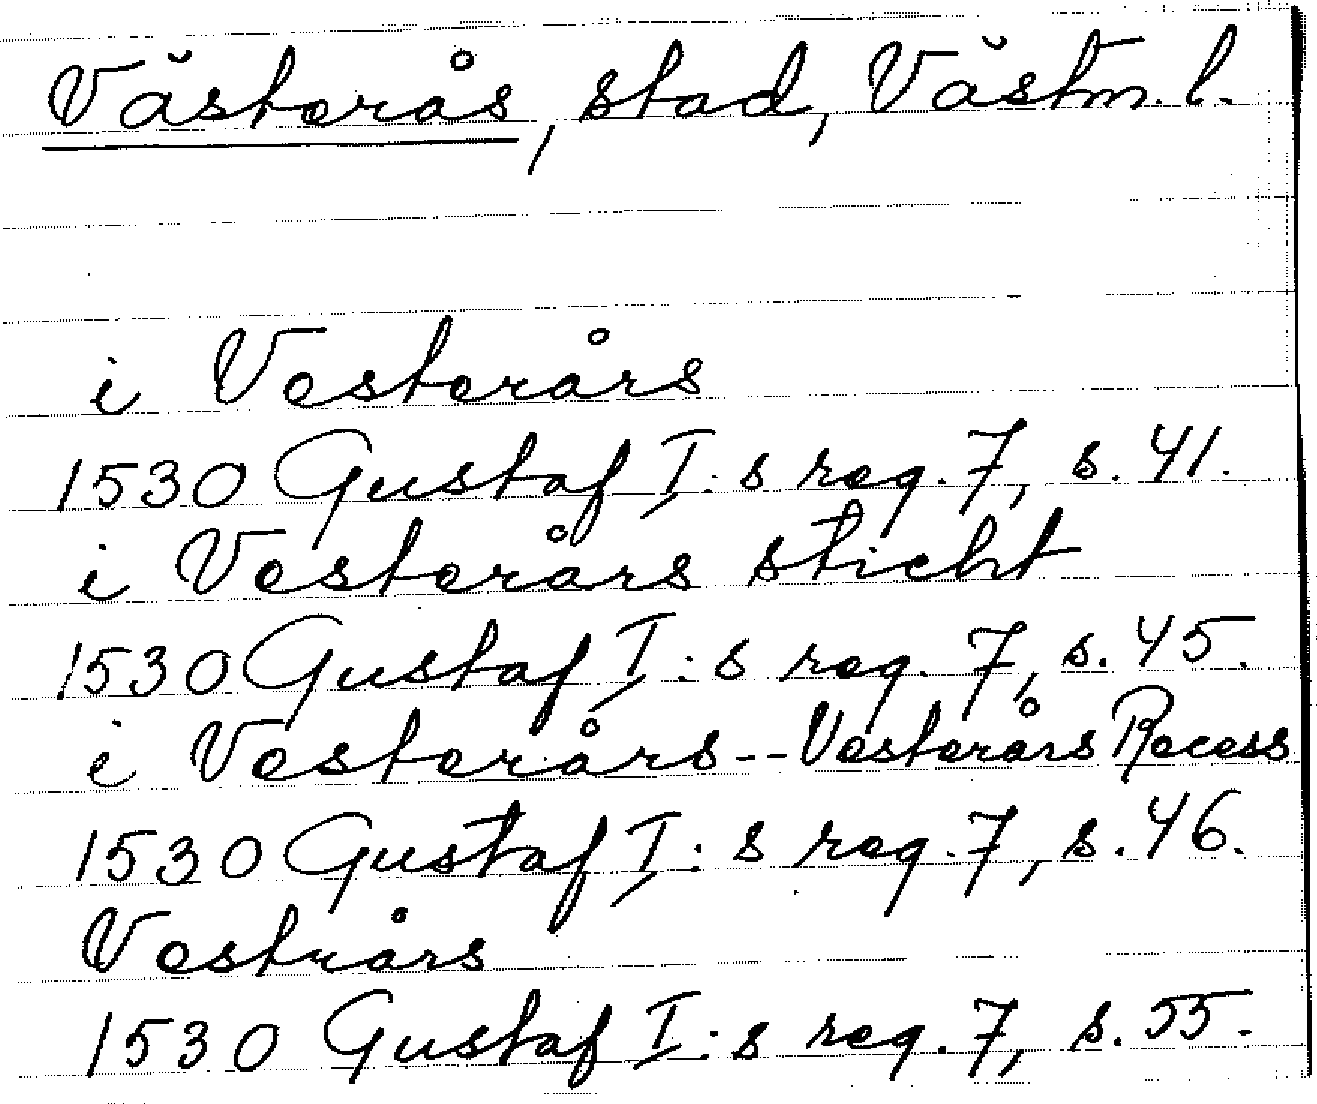 Västerås, stad, Västm. l.
i Vesterårs
1530 Gustaf I:s reg. 7, s. 41.
i Vesterårs sticht
1530 Gustaf I:s reg. 7, s. 45.
i Vesterårs -- Vesterårs Recess
1530 Gustaf I:s reg. 7, s. 46.
Vestrårs
1530 Gustaf I:s reg. 7, s. 55.